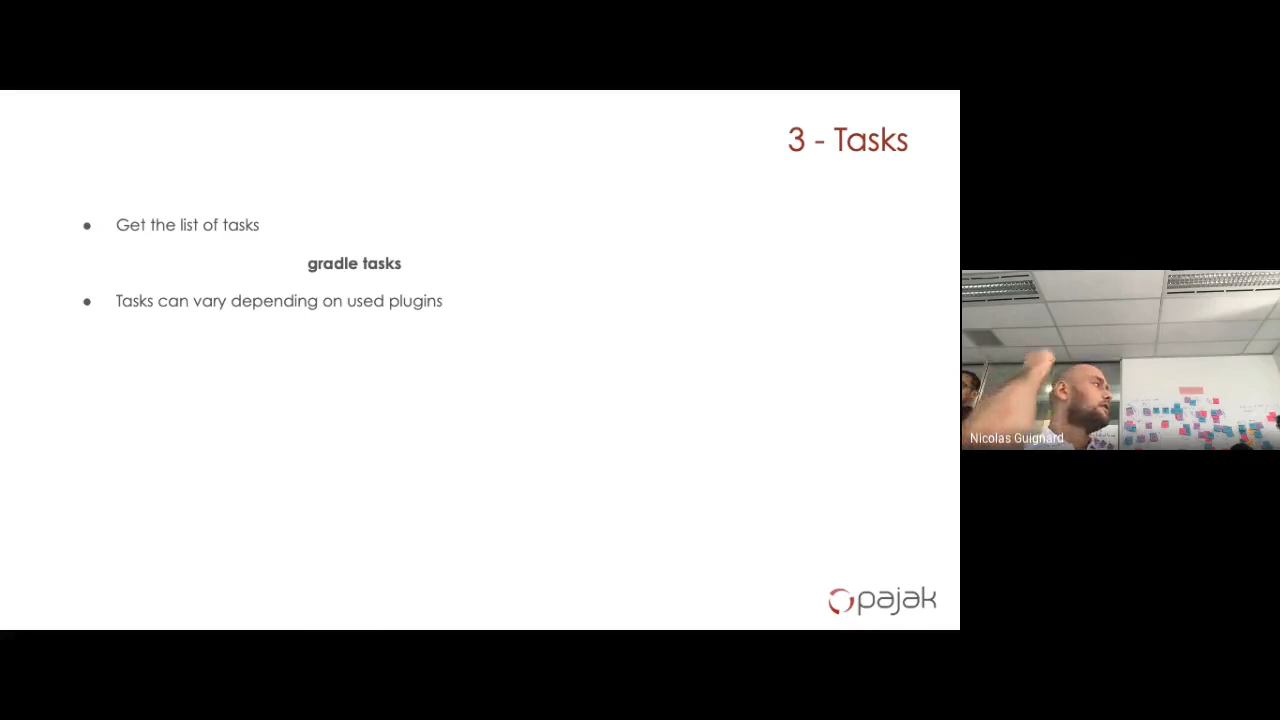 3 - Tasks
● Get the list of tasks
gradle tasks
● Tasks can vary depending on used plugins
pajak
Nicolas Guignard